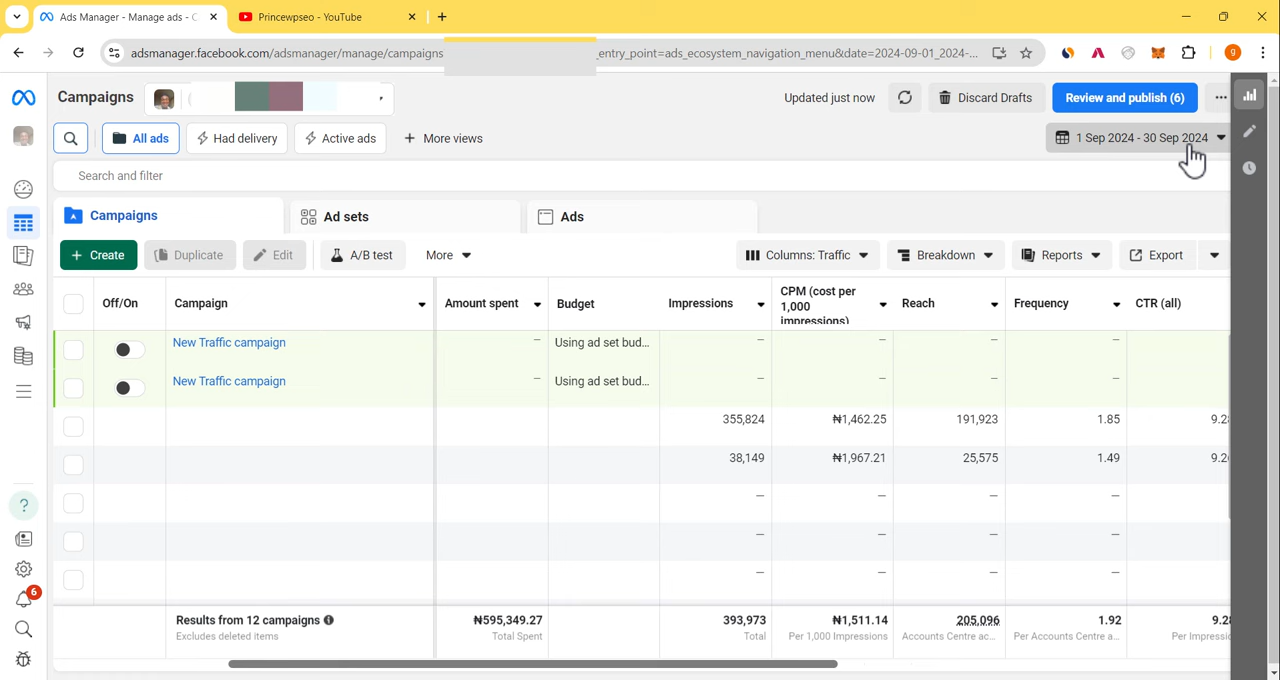 Ads Manager - Manage ads - C
Princewpseo - YouTube
adsmanager.facebook.com/adsmanager/manage/campaigns
_entry_point=ads_ecosystem_navigation_menu&date=2024-09-01_2024-...
g
Campaigns
Updated just now
Discard Drafts
Review and publish (6)
All ads
Had delivery
Active ads
+ More views
1 Sep 2024 - 30 Sep 2024
Search and filter
Campaigns
Ad sets
Ads
+ Create
Duplicate
Edit
A/B test
More
Columns: Traffic
Breakdown
Reports
Export
Off/On
Campaign
Amount spent
Budget
Impressions
CPM (cost per
1,000
impressions)
Reach
Frequency
CTR (all)
New Traffic campaign
–
Using ad set bud...
–
–
–
–
New Traffic campaign
–
Using ad set bud...
–
–
–
–
355,824
₦1,462.25
191,923
1.85
9.28
38,149
₦1,967.21
25,575
1.49
9.26
–
–
–
–
–
–
–
–
–
–
–
–
?
6
Results from 12 campaigns
Excludes deleted items
₦595,349.27
Total Spent
393,973
Total
₦1,511.14
Per 1,000 Impressions
205,096
Accounts Centre ac...
1.92
Per Accounts Centre a...
9.28
Per Impressi